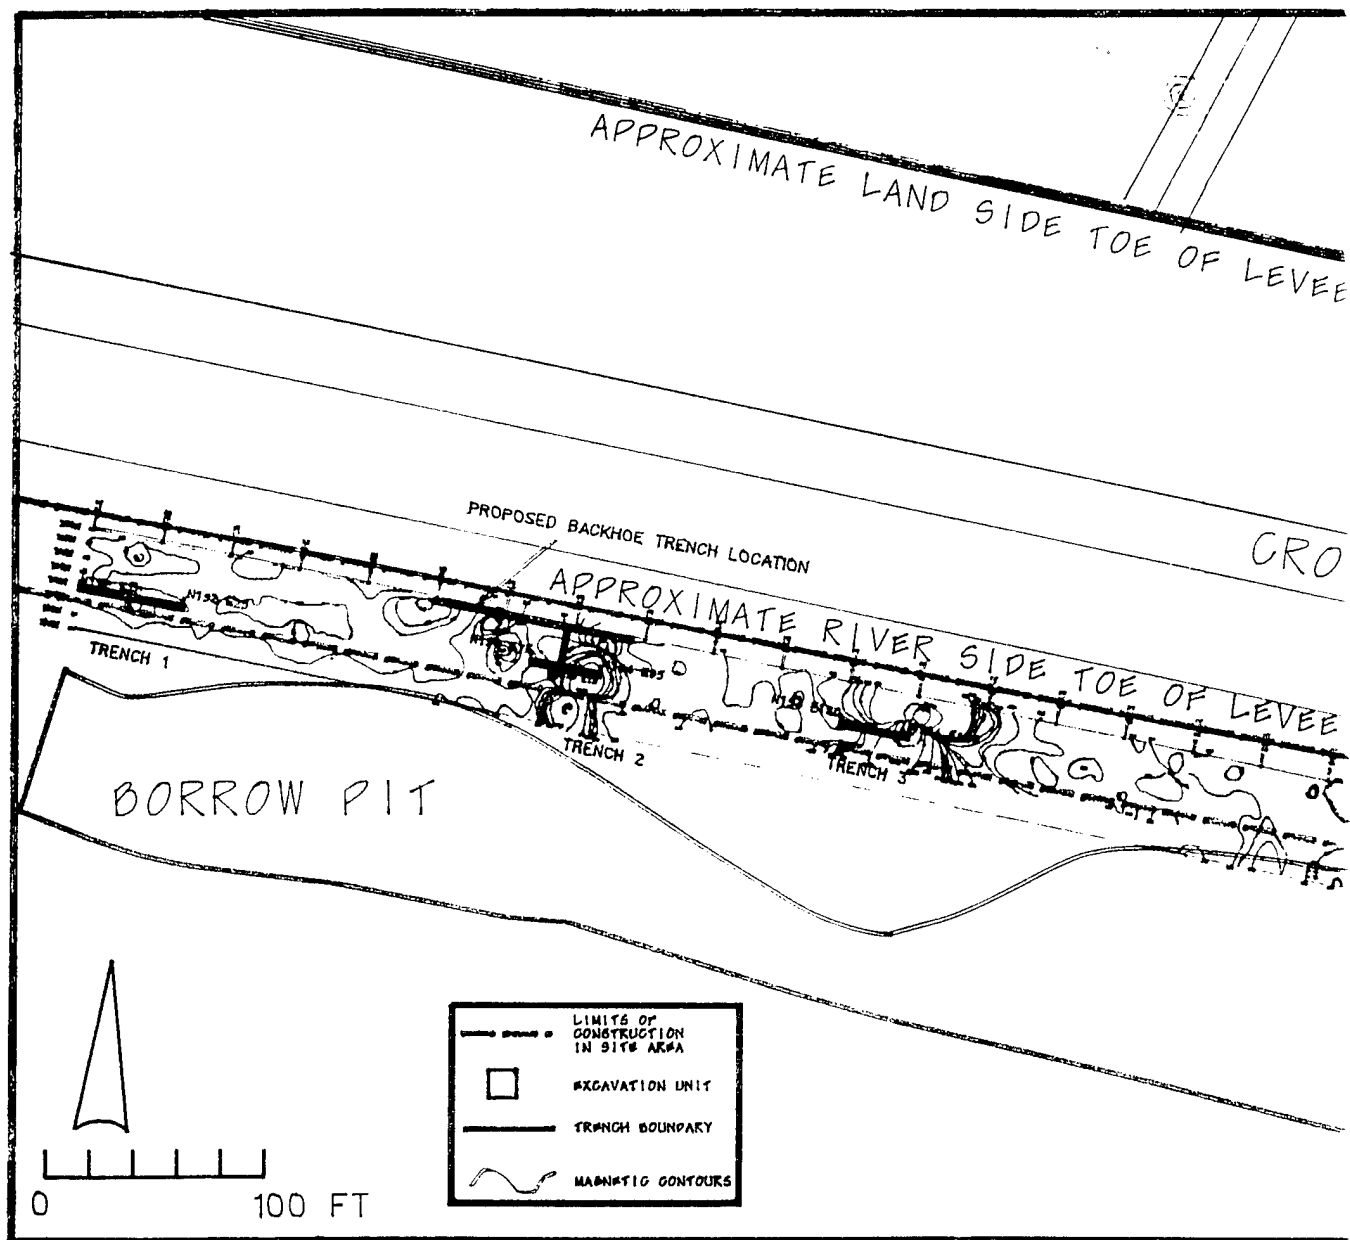 APPROXIMATE LAND SIDE TOE OF LEVEE
PROPOSED BACKHOE TRENCH LOCATION
CRO
APPROXIMATE RIVER SIDE TOE OF LEVEE
TRENCH 1
TRENCH 2
TRENCH 3
BORROW PIT
LIMITS OF
CONSTRUCTION
IN SITE AREA
EXCAVATION UNIT
TRENCH BOUNDARY
MAGNETIC CONTOURS
0 100 FT